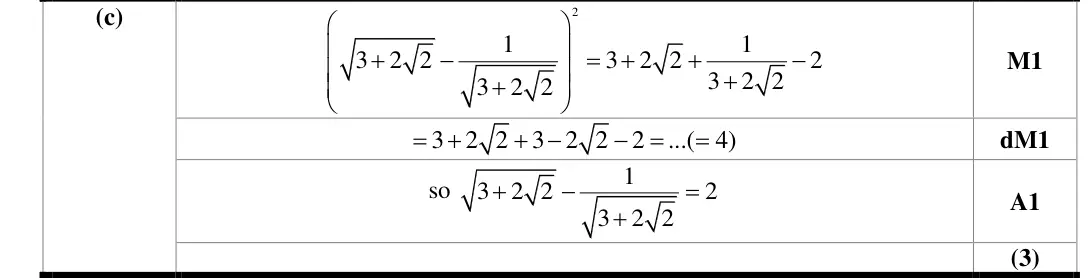 (c) (√(3+2√2) − 1/√(3+2√2))² = 3+2√2 + 1/(3+2√2) − 2 M1
= 3+2√2+3−2√2−2 = ...(= 4) dM1
so √(3+2√2) − 1/√(3+2√2) = 2 A1
(3)